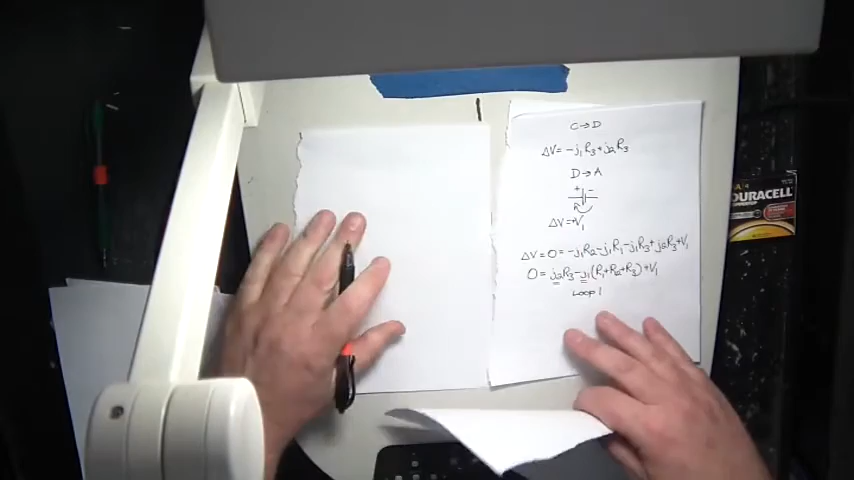 C→D
ΔV = -j₁R₃ + j₂R₃
D→A
+ -
ΔV = +V₁
ΔV = 0 = -j₁R₂ - j₁R₁ - j₁R₃ + j₂R₃ + V₁
0 = j₂R₃ - j₁(R₁+R₂+R₃) + V₁
LOOP 1
DURACELL